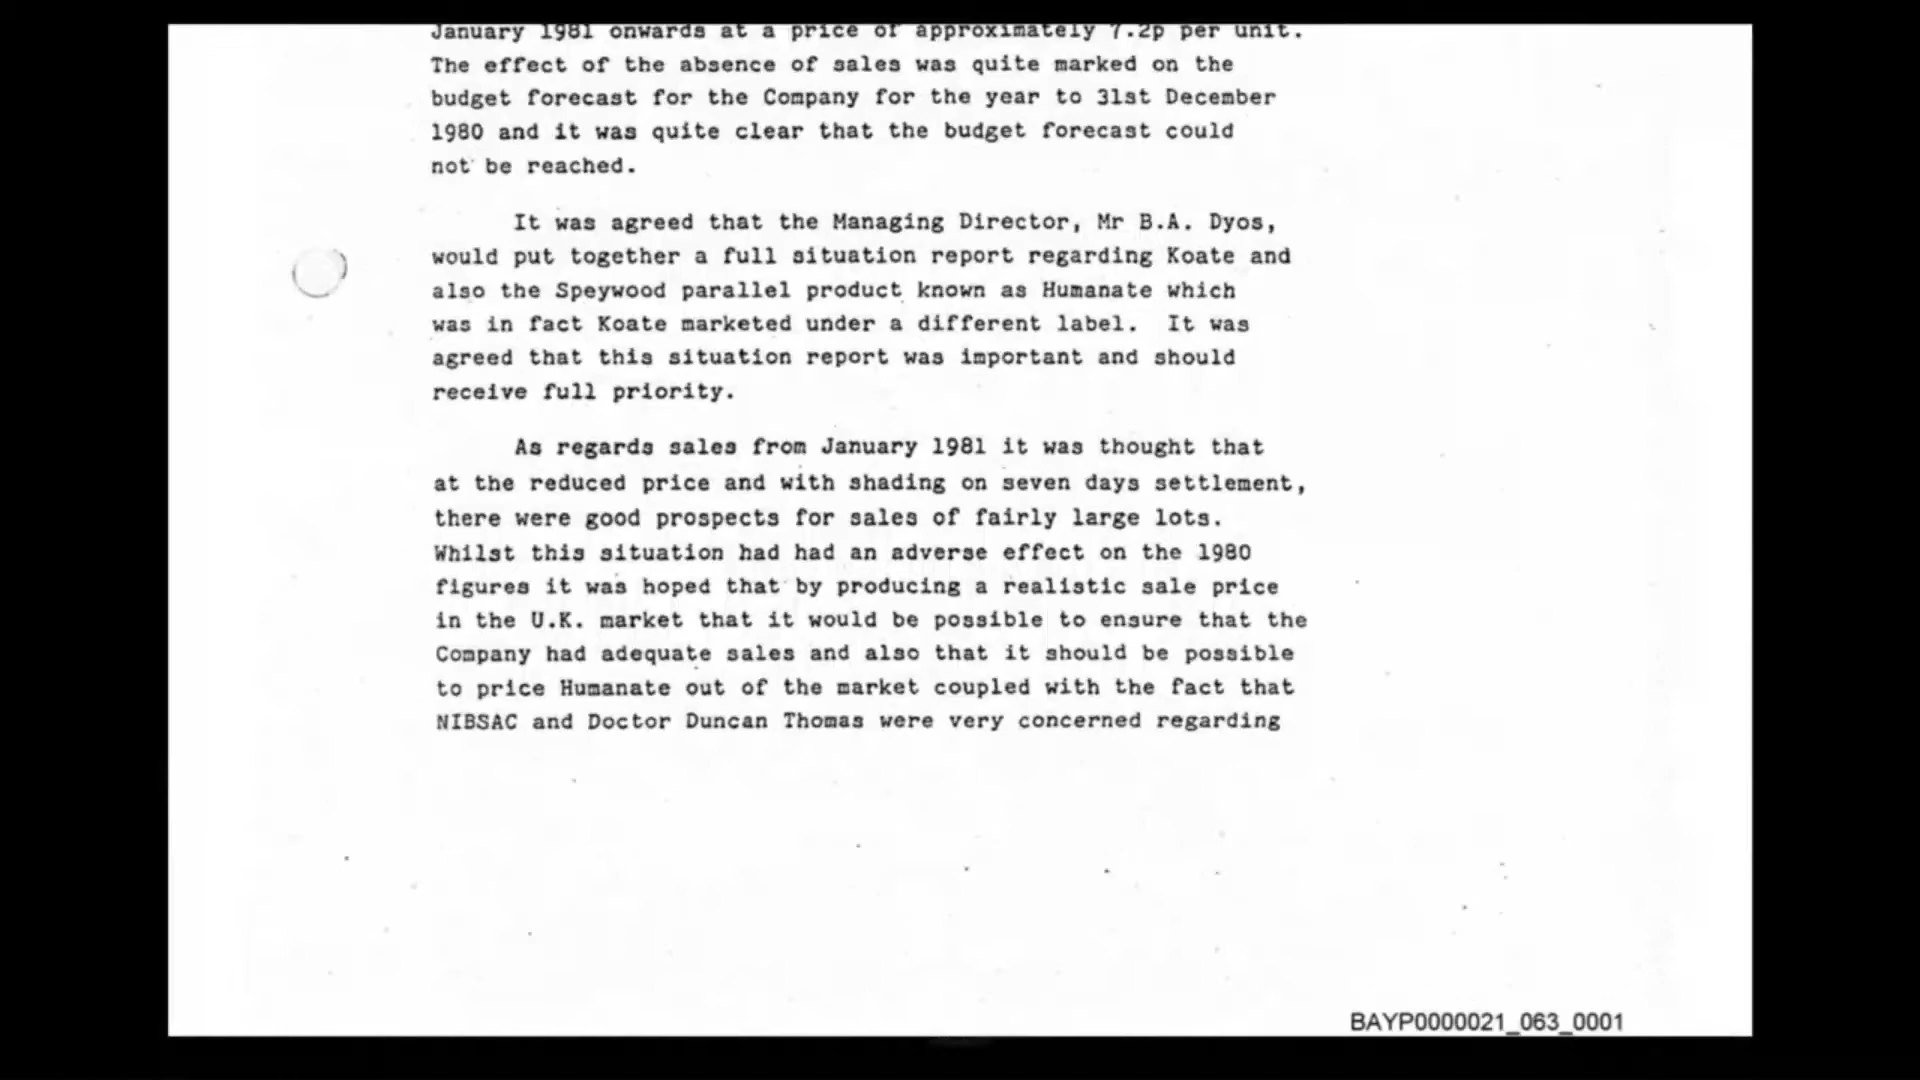 January 1981 onwards at a price of approximately 7.2p per unit.
The effect of the absence of sales was quite marked on the
budget forecast for the Company for the year to 31st December
1980 and it was quite clear that the budget forecast could
not be reached.
It was agreed that the Managing Director, Mr B.A. Dyos,
would put together a full situation report regarding Koate and
also the Speywood parallel product known as Humanate which
was in fact Koate marketed under a different label. It was
agreed that this situation report was important and should
receive full priority.
As regards sales from January 1981 it was thought that
at the reduced price and with shading on seven days settlement,
there were good prospects for sales of fairly large lots.
Whilst this situation had had an adverse effect on the 1980
figures it was hoped that by producing a realistic sale price
in the U.K. market that it would be possible to ensure that the
Company had adequate sales and also that it should be possible
to price Humanate out of the market coupled with the fact that
NIBSAC and Doctor Duncan Thomas were very concerned regarding
BAYP0000021_063_0001